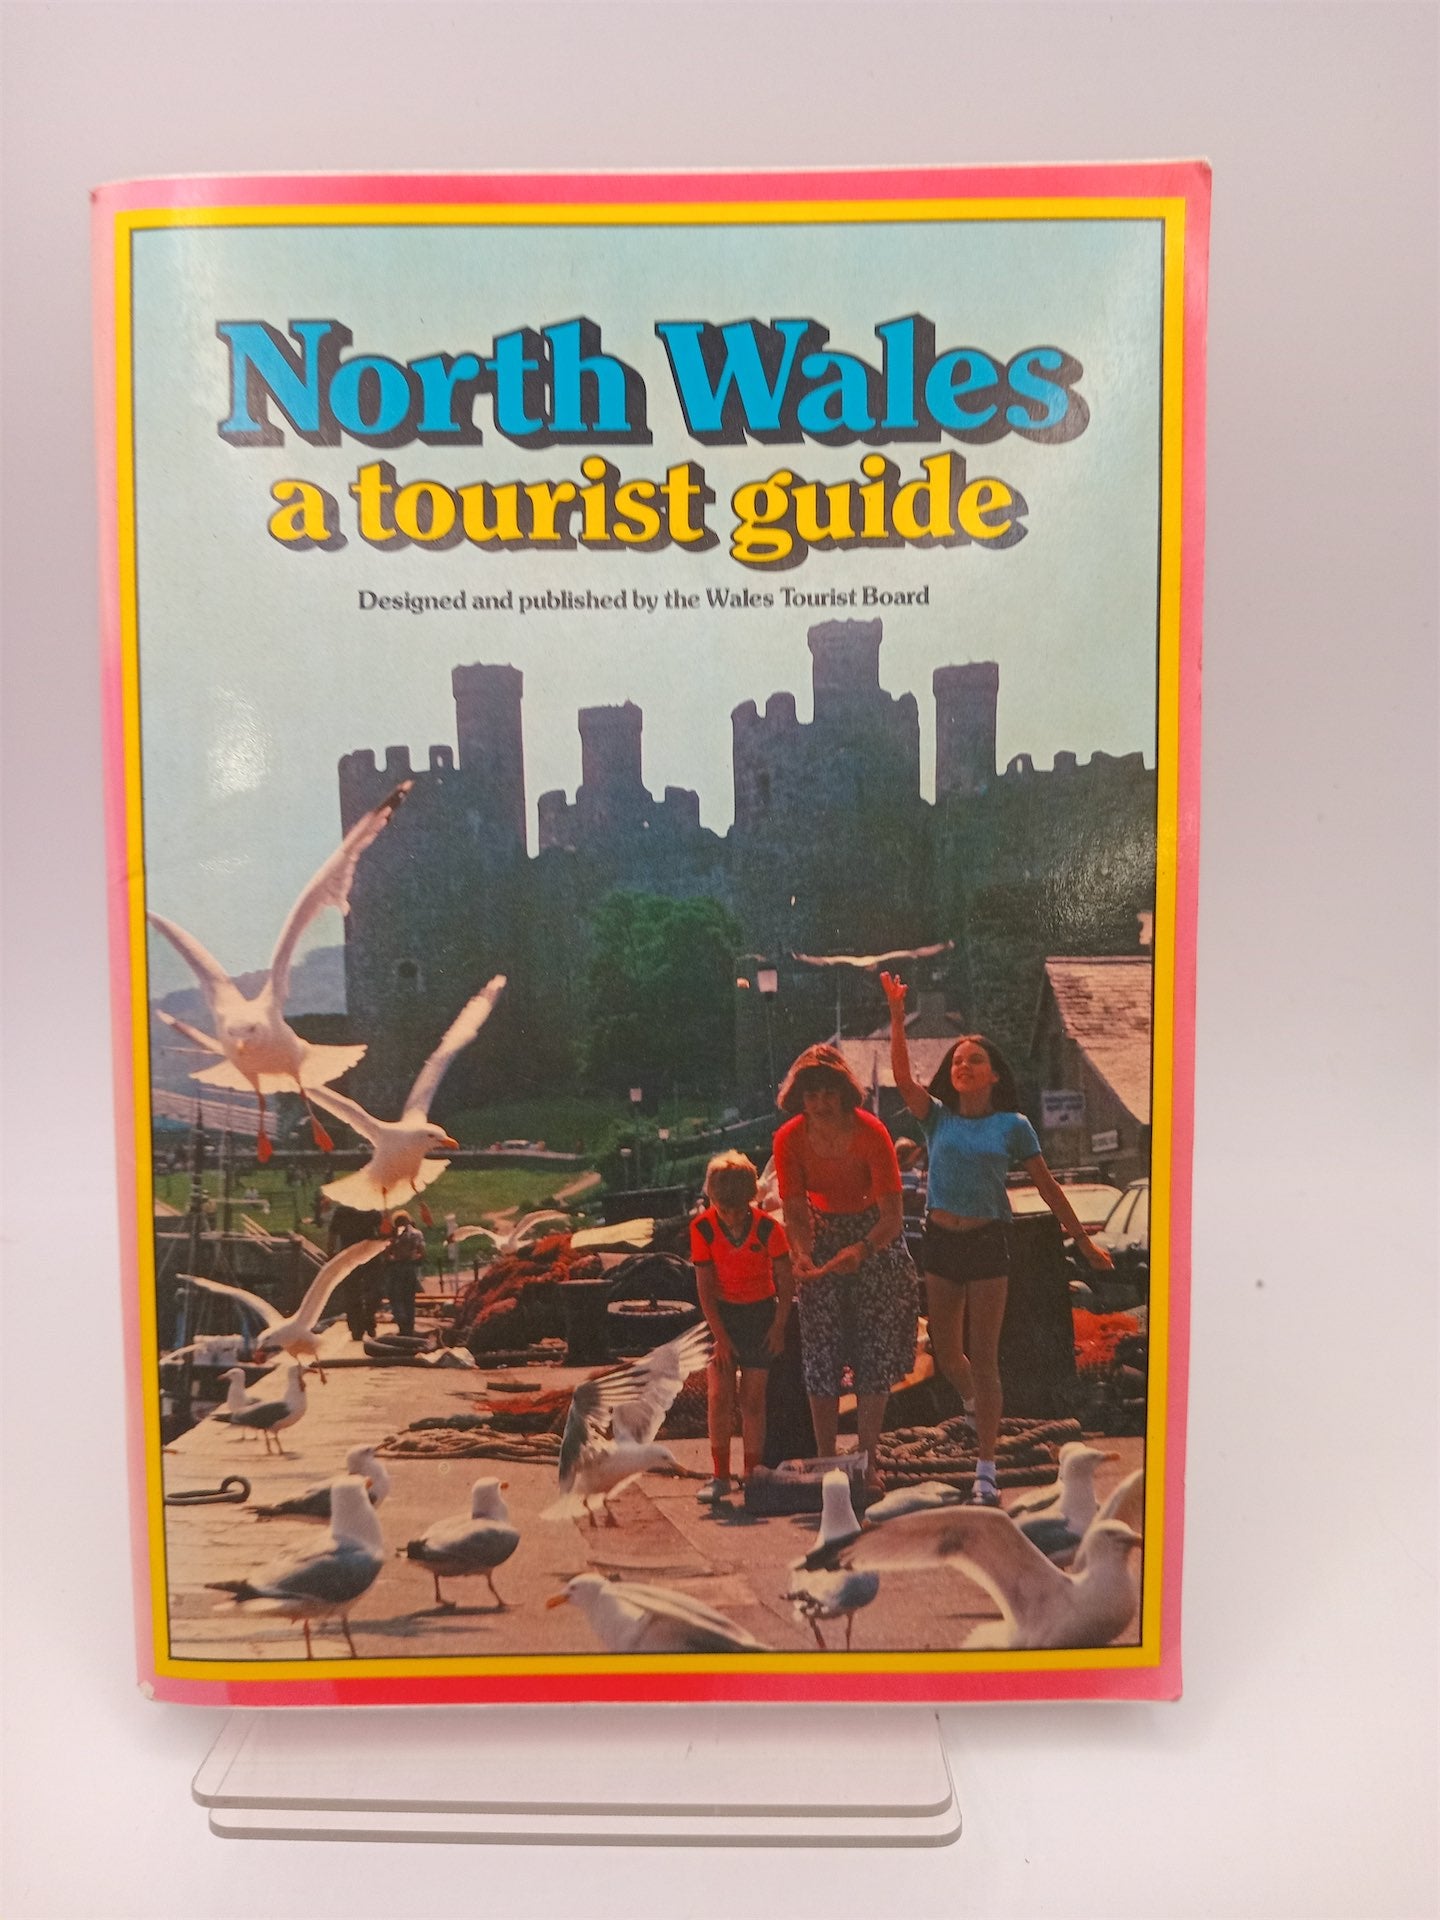 North Wales
a tourist guide
Designed and published by the Wales Tourist Board